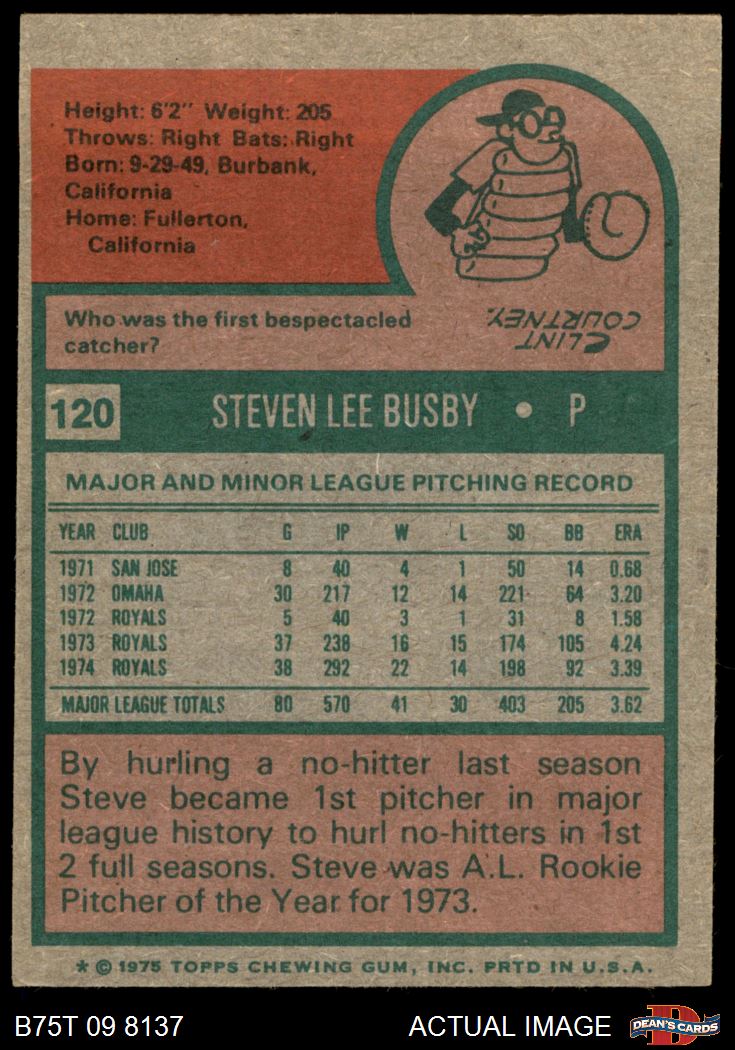 Height: 6'2" Weight: 205
Throws: Right Bats: Right
Born: 9-29-49, Burbank,
California
Home: Fullerton,
California
Who was the first bespectacled
catcher?
CLINT
COURTNEY.
120 STEVEN LEE BUSBY • P
MAJOR AND MINOR LEAGUE PITCHING RECORD
YEAR CLUB G IP W L SO BB ERA
1971 SAN JOSE 8 40 4 1 50 14 0.68
1972 OMAHA 30 217 12 14 221 64 3.20
1972 ROYALS 5 40 3 1 31 8 1.58
1973 ROYALS 37 238 16 15 174 105 4.24
1974 ROYALS 38 292 22 14 198 92 3.39
MAJOR LEAGUE TOTALS 80 570 41 30 403 205 3.62
By hurling a no-hitter last season
Steve became 1st pitcher in major
league history to hurl no-hitters in 1st
2 full seasons. Steve was A.L. Rookie
Pitcher of the Year for 1973.
* © 1975 TOPPS CHEWING GUM, INC. PRTD IN U.S.A.
B75T 09 8137 ACTUAL IMAGE DEAN'S CARDS